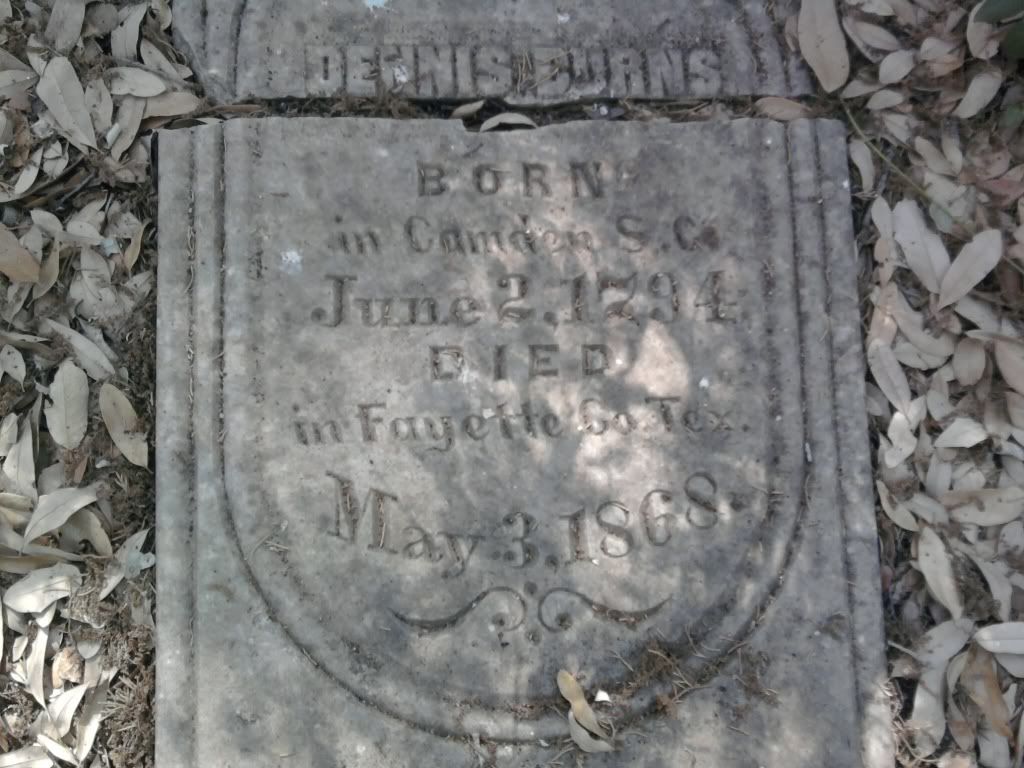 DENNIS BURNS
BORN
in Camden S.C.
June 2, 1794.
DIED
in Fayette Co. Tex.
May 3, 1868.